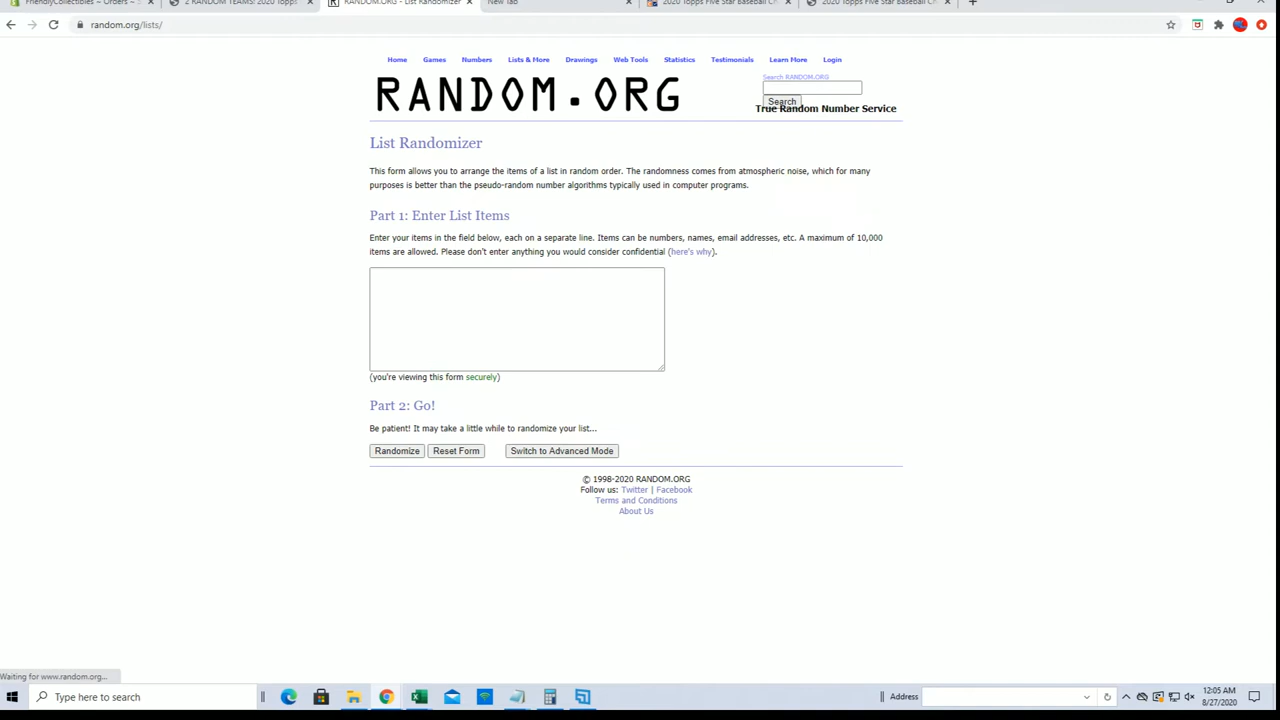 FriendlyCollectibles ~ Orders ~ S
2 RANDOM TEAMS: 2020 Topps
RANDOM.ORG - List Randomizer
New Tab
2020 Topps Five Star Baseball Ch
2020 Topps Five Star Baseball Ch
random.org/lists/
Home Games Numbers Lists & More Drawings Web Tools Statistics Testimonials Learn More Login
RANDOM.ORG
Search RANDOM.ORG
Search
True Random Number Service
List Randomizer
This form allows you to arrange the items of a list in random order. The randomness comes from atmospheric noise, which for many
purposes is better than the pseudo-random number algorithms typically used in computer programs.
Part 1: Enter List Items
Enter your items in the field below, each on a separate line. Items can be numbers, names, email addresses, etc. A maximum of 10,000
items are allowed. Please don't enter anything you would consider confidential (here's why).
(you're viewing this form securely)
Part 2: Go!
Be patient! It may take a little while to randomize your list...
Randomize Reset Form Switch to Advanced Mode
© 1998-2020 RANDOM.ORG
Follow us: Twitter | Facebook
Terms and Conditions
About Us
Waiting for www.random.org...
Type here to search
Address
12:05 AM
8/27/2020